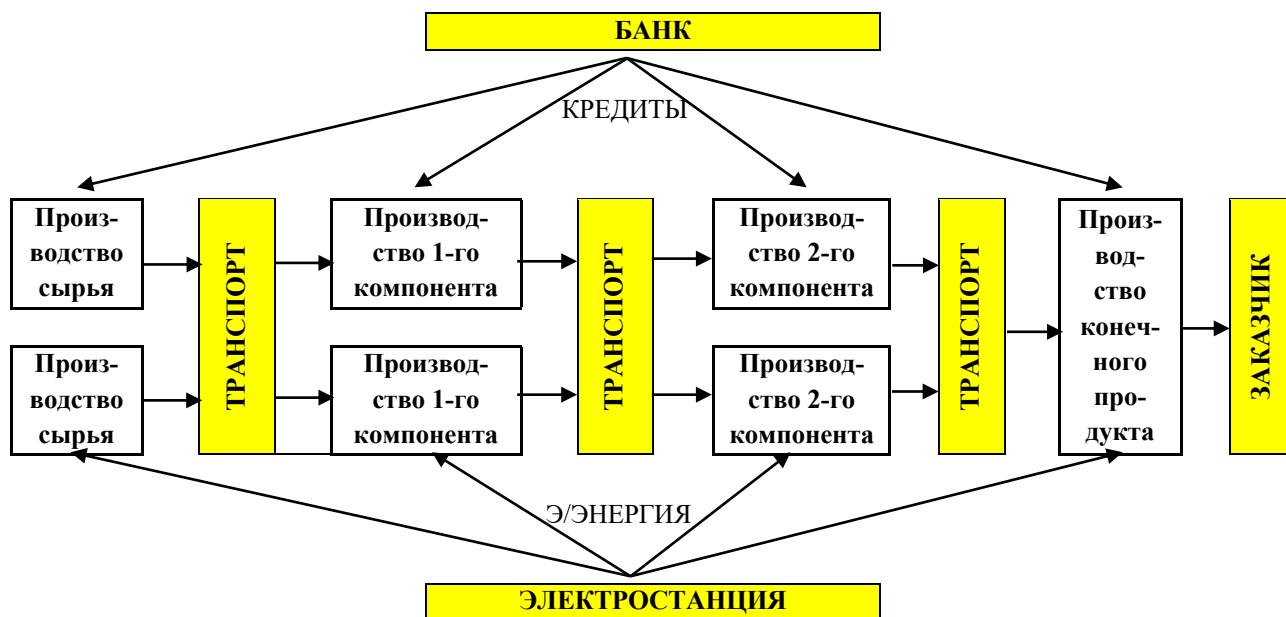 БАНК
КРЕДИТЫ
Произ-
водство
сырья
ТРАНСПОРТ
Производ-
ство 1-го
компонента
ТРАНСПОРТ
Производ-
ство 2-го
компонента
ТРАНСПОРТ
Произ-
вод-
ство
конеч-
ного
про-
дукта
ЗАКАЗЧИК
Произ-
водство
сырья
Производ-
ство 1-го
компонента
Производ-
ство 2-го
компонента
Э/ЭНЕРГИЯ
ЭЛЕКТРОСТАНЦИЯ